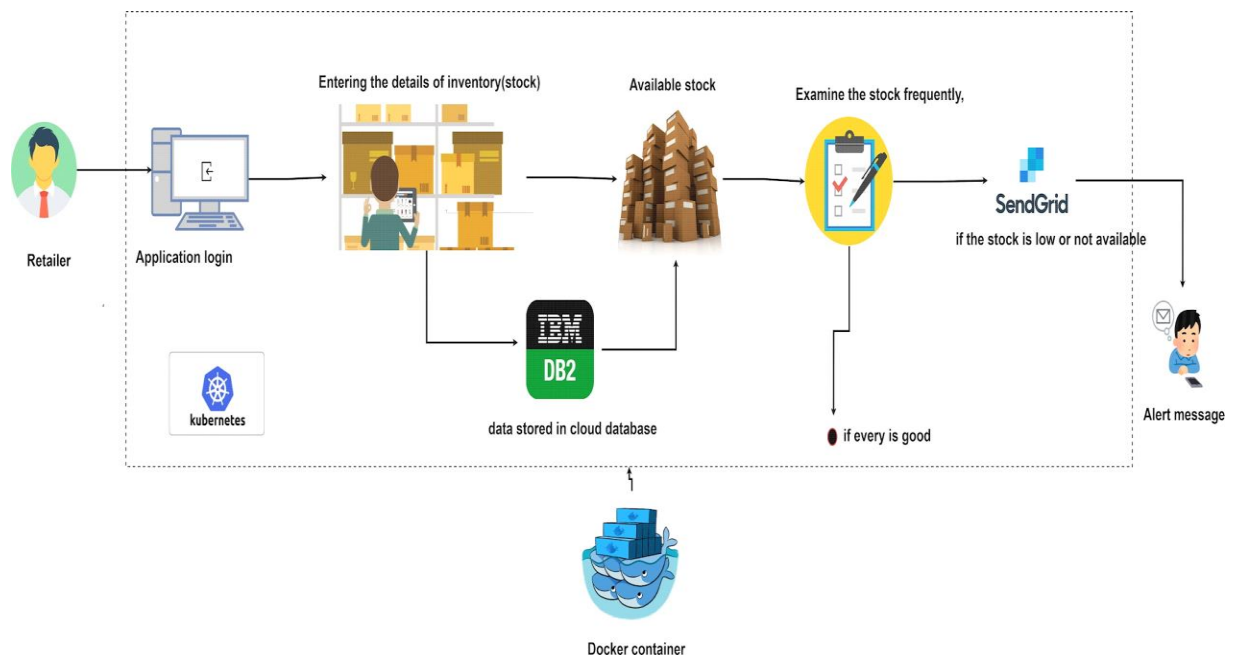 Entering the details of inventory(stock)
Available stock
Examine the stock frequently,
SendGrid
if the stock is low or not available
Retailer
Application login
IBM
DB2
data stored in cloud database
kubernetes
if every is good
Alert message
Docker container